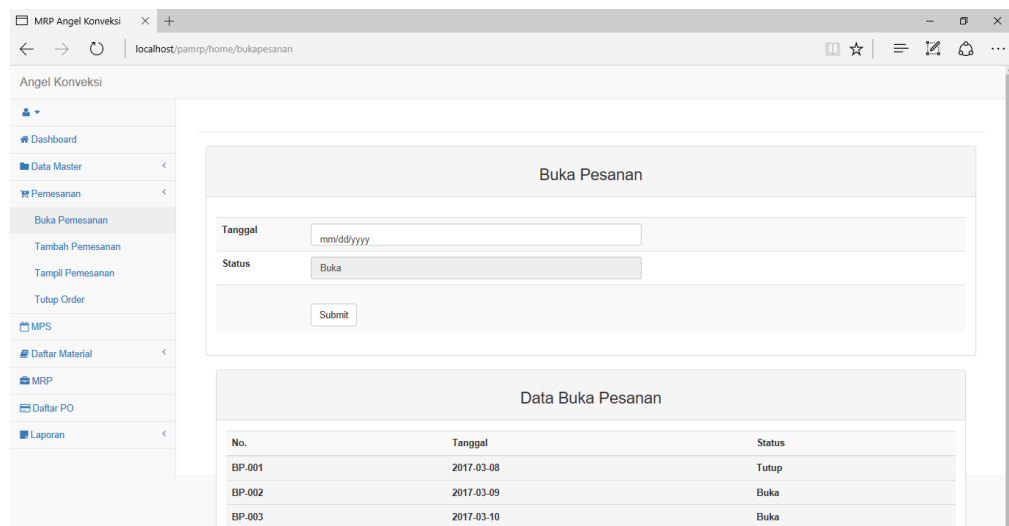 MRP Angel Konveksi
localhost/pamrp/home/bukapesanan
Angel Konveksi
Dashboard
Data Master
Pemesanan
Buka Pemesanan
Tambah Pemesanan
Tampil Pemesanan
Tutup Order
MPS
Daftar Material
MRP
Daftar PO
Laporan
Buka Pesanan
Tanggal mm/dd/yyyy
Status Buka
Submit
Data Buka Pesanan
No. Tanggal Status
BP-001 2017-03-08 Tutup
BP-002 2017-03-09 Buka
BP-003 2017-03-10 Buka